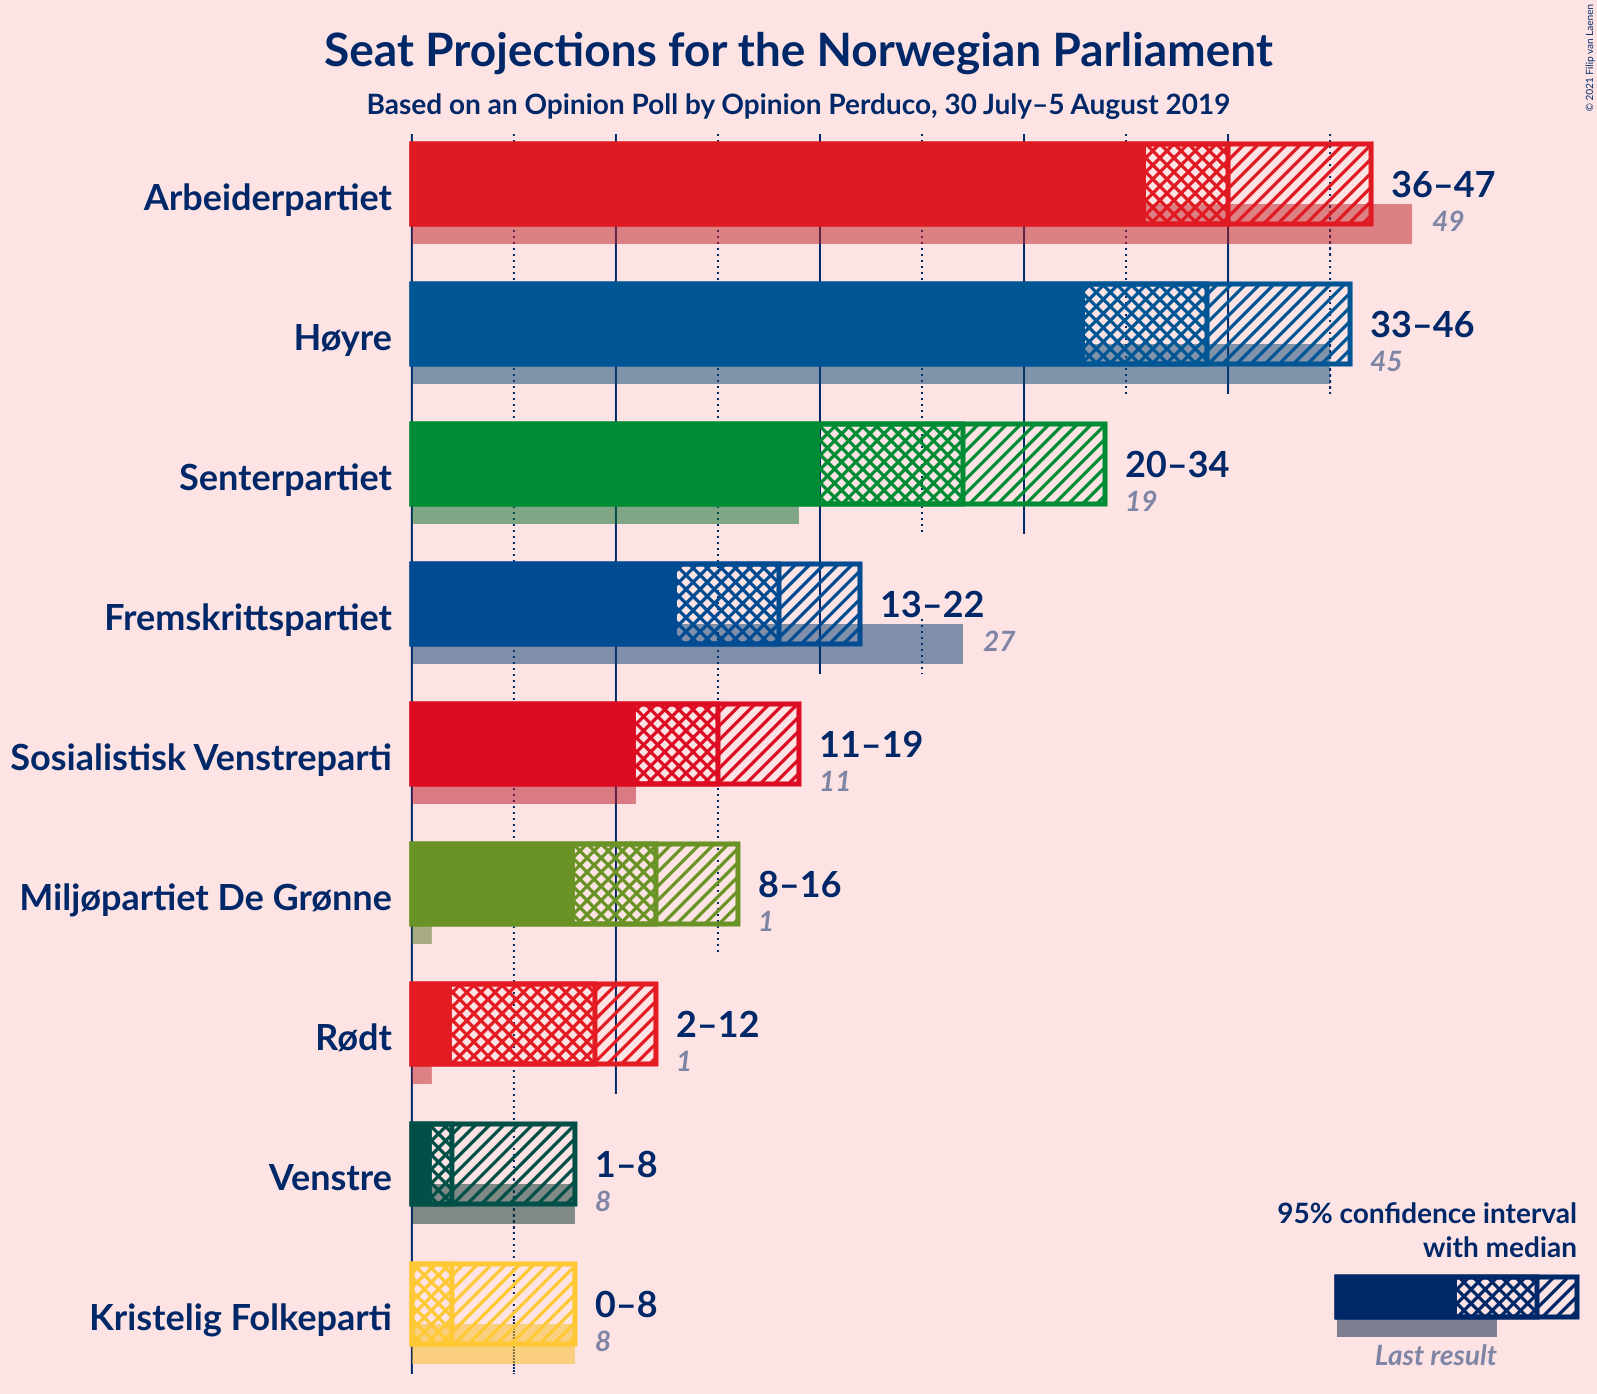 Seat Projections for the Norwegian Parliament
Based on an Opinion Poll by Opinion Perduco, 30 July–5 August 2019
© 2021 Filip van Laenen
Arbeiderpartiet
36–47
49
Høyre
33–46
45
Senterpartiet
20–34
19
Fremskrittspartiet
13–22
27
Sosialistisk Venstreparti
11–19
11
Miljøpartiet De Grønne
8–16
1
Rødt
2–12
1
Venstre
1–8
8
Kristelig Folkeparti
0–8
8
95% confidence interval
with median
Last result